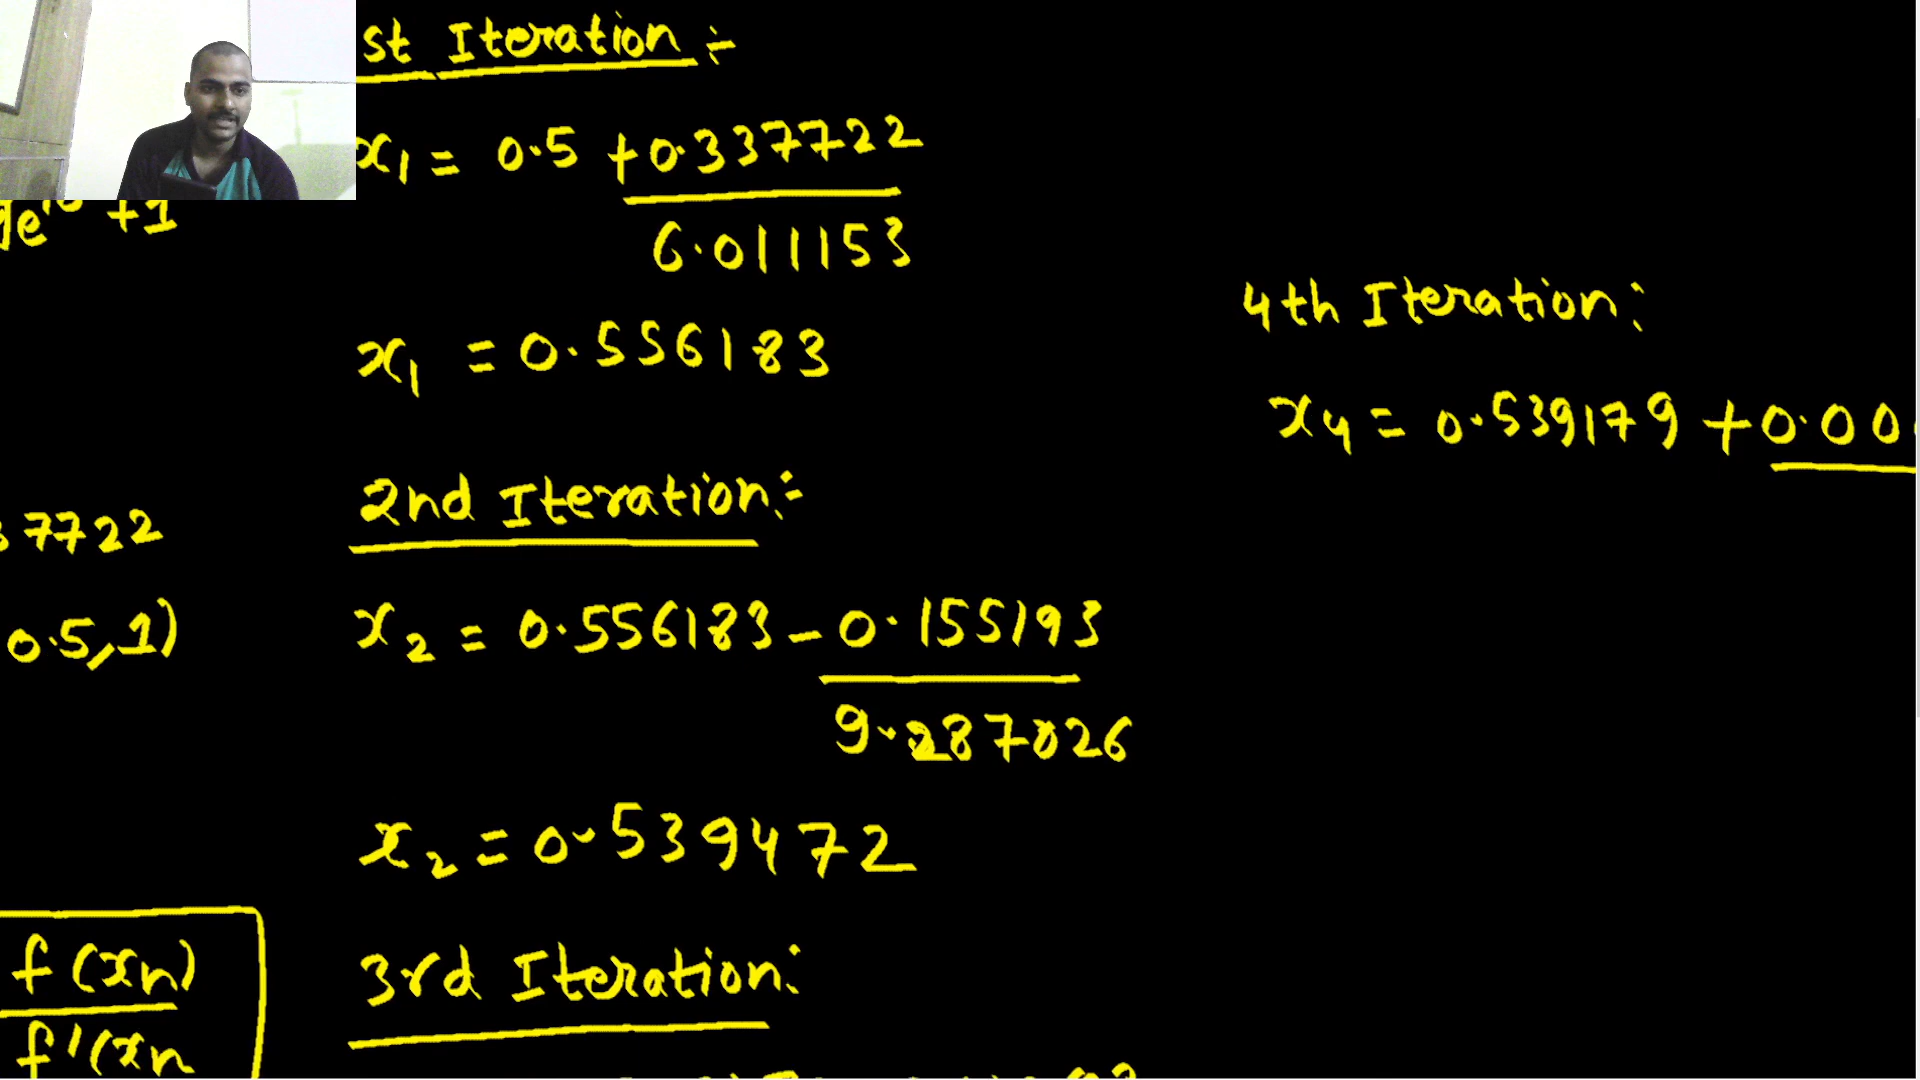 st Iteration :-
x1 = 0.5 + 0.337722
6.011153
x1 = 0.556183
2nd Iteration:-
x2 = 0.556183 - 0.155193
9.287026
x2 = 0.539472
3rd Iteration:
+1
7722
0.5, 1)
f(xn)
f'(xn
4th Iteration:
x4 = 0.539179 + 0.00